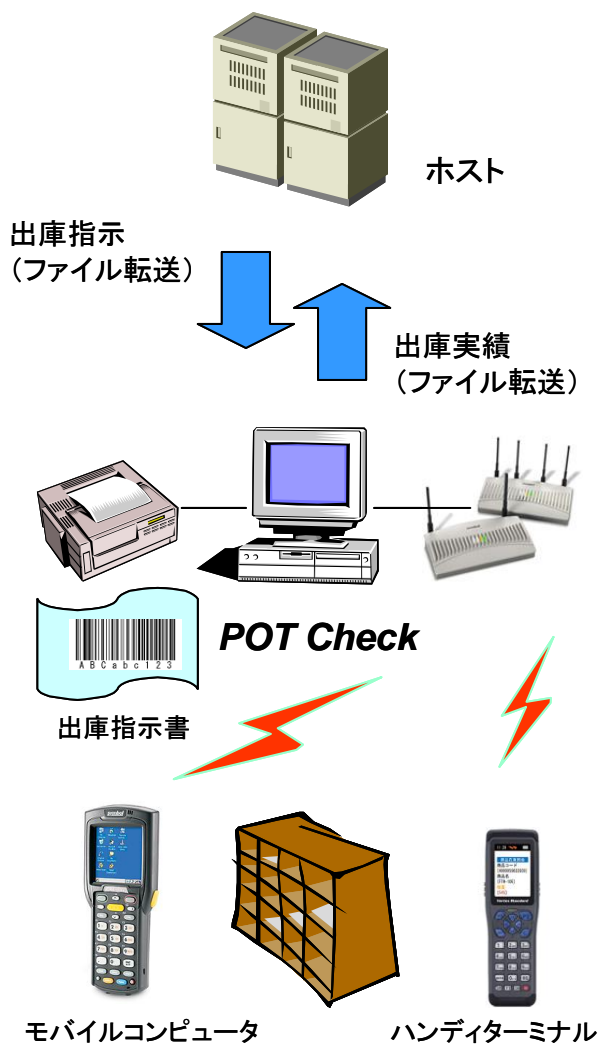 ホスト
出庫指示
（ファイル転送）
出庫実績
（ファイル転送）
ABCabc123
POT Check
出庫指示書
モバイルコンピュータ
ハンディターミナル